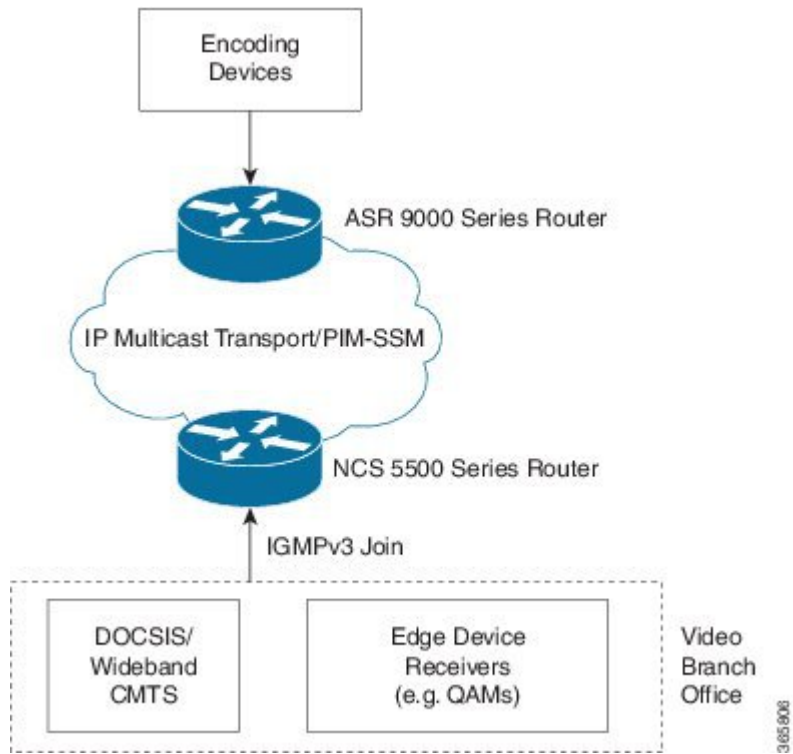 Encoding
Devices
ASR 9000 Series Router
IP Multicast Transport/PIM-SSM
NCS 5500 Series Router
IGMPv3 Join
DOCSIS/
Wideband
CMTS
Edge Device
Receivers
(e.g. QAMs)
Video
Branch
Office
365806